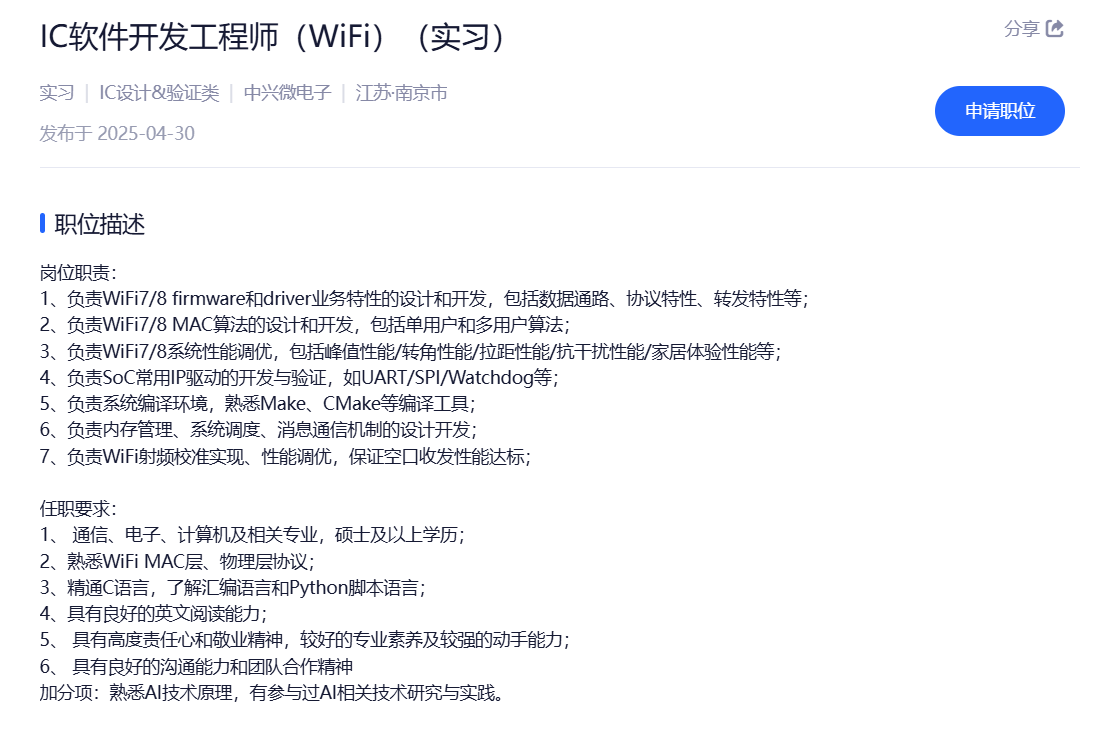 IC软件开发工程师（WiFi）（实习）
分享
实习 | IC设计&验证类 | 中兴微电子 | 江苏·南京市
申请职位
发布于 2025-04-30
职位描述
岗位职责：
1、负责WiFi7/8 firmware和driver业务特性的设计和开发，包括数据通路、协议特性、转发特性等；
2、负责WiFi7/8 MAC算法的设计和开发，包括单用户和多用户算法；
3、负责WiFi7/8系统性能调优，包括峰值性能/转角性能/拉距性能/抗干扰性能/家居体验性能等；
4、负责SoC常用IP驱动的开发与验证，如UART/SPI/Watchdog等；
5、负责系统编译环境，熟悉Make、CMake等编译工具；
6、负责内存管理、系统调度、消息通信机制的设计开发；
7、负责WiFi射频校准实现、性能调优，保证空口收发性能达标；
任职要求：
1、 通信、电子、计算机及相关专业，硕士及以上学历；
2、熟悉WiFi MAC层、物理层协议；
3、精通C语言，了解汇编语言和Python脚本语言；
4、具有良好的英文阅读能力；
5、 具有高度责任心和敬业精神，较好的专业素养及较强的动手能力；
6、 具有良好的沟通能力和团队合作精神
加分项：熟悉AI技术原理，有参与过AI相关技术研究与实践。